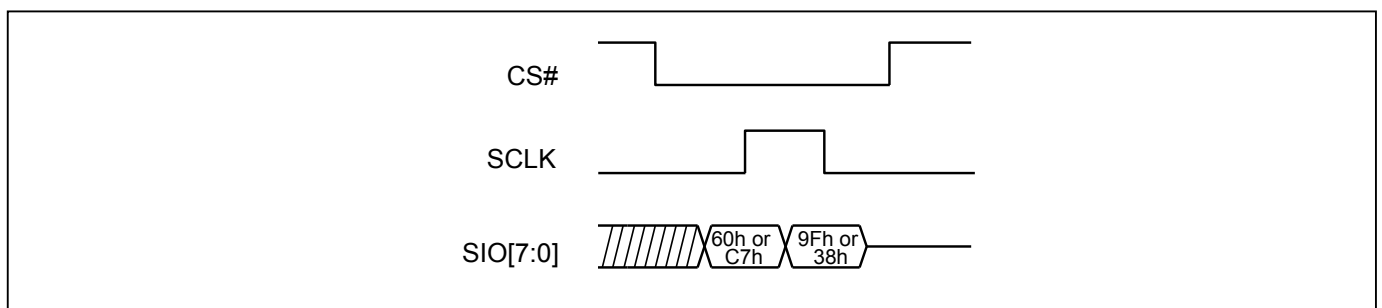 CS#
SCLK
SIO[7:0]
60h or
C7h
9Fh or
38h